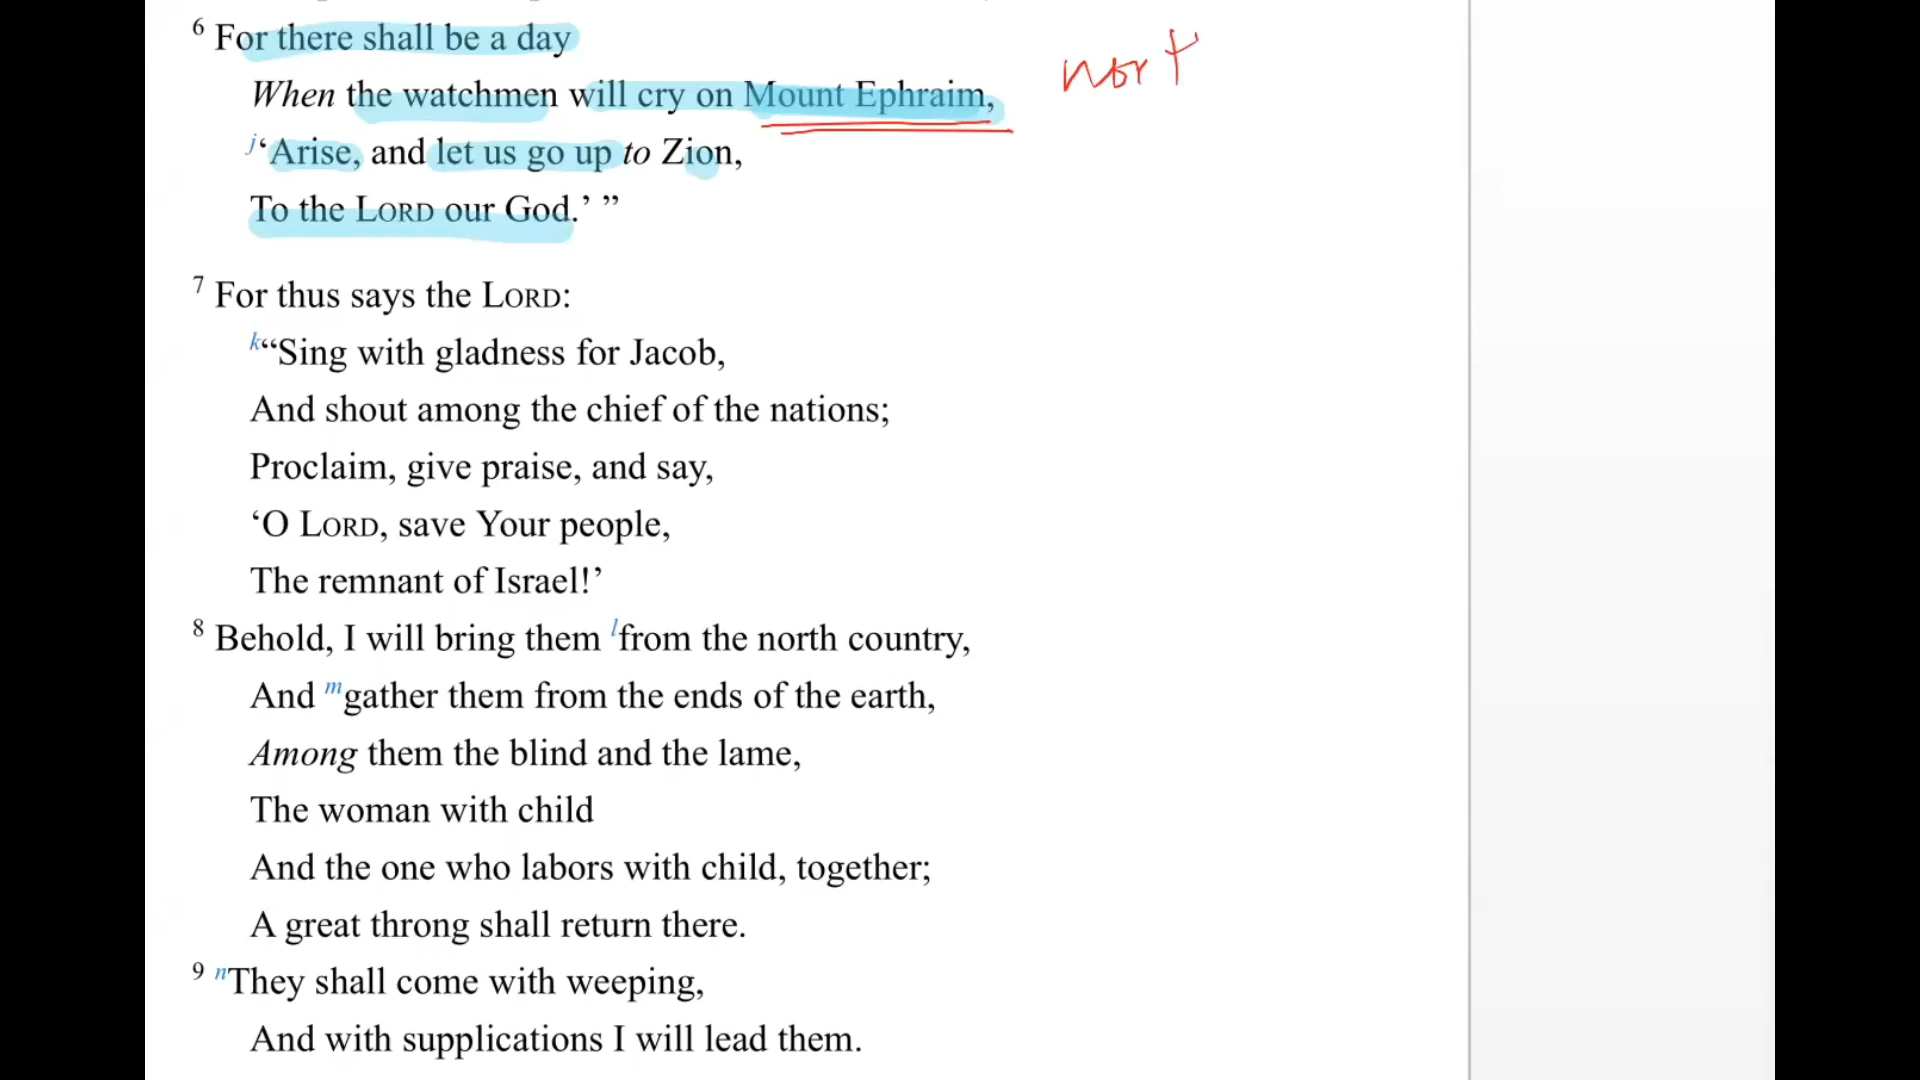 6 For there shall be a day
When the watchmen will cry on Mount Ephraim,
nort
j‘Arise, and let us go up to Zion,
To the LORD our God.’ ”
7 For thus says the LORD:
k“Sing with gladness for Jacob,
And shout among the chief of the nations;
Proclaim, give praise, and say,
‘O LORD, save Your people,
The remnant of Israel!’
8 Behold, I will bring them lfrom the north country,
And mgather them from the ends of the earth,
Among them the blind and the lame,
The woman with child
And the one who labors with child, together;
A great throng shall return there.
9 nThey shall come with weeping,
And with supplications I will lead them.